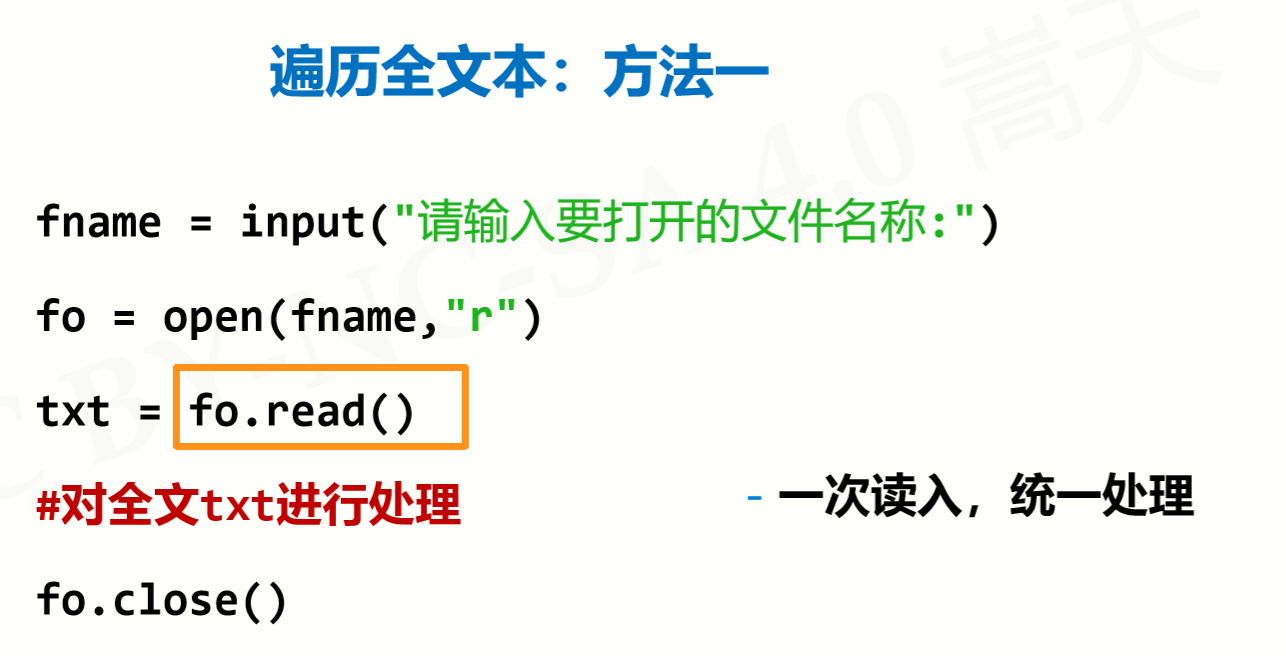 遍历全文本：方法一
fname = input("请输入要打开的文件名称:")
fo = open(fname,"r")
txt = fo.read()
#对全文txt进行处理
- 一次读入，统一处理
fo.close()
CC BY-NC-SA 4.0 嵩天